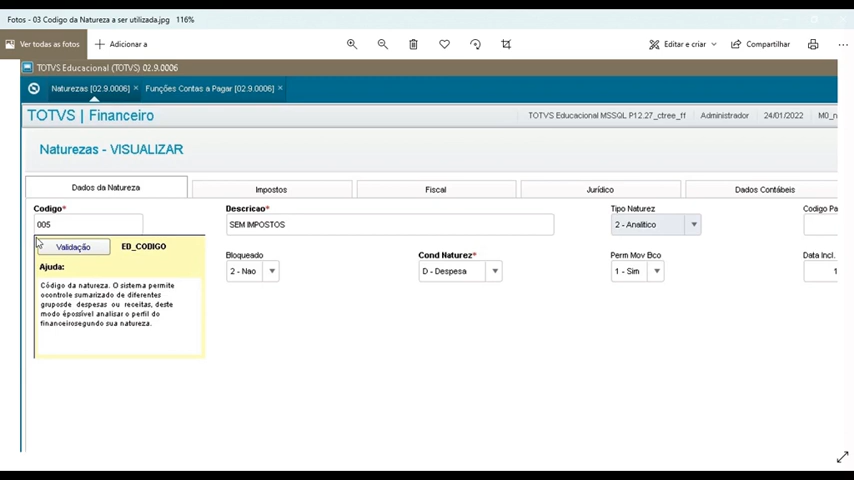 Fotos - 03 Codigo da Natureza a ser utilizada.jpg 116%
Ver todas as fotos
Adicionar a
Editar e criar
Compartilhar
TOTVS Educacional (TOTVS) 02.9.0006
Naturezas [02.9.0006] ×
Funções Contas a Pagar [02.9.0006] ×
TOTVS | Financeiro
TOTVS Educacional MSSQL P12.27_ctree_ff
Administrador
24/01/2022
Naturezas - VISUALIZAR
Dados da Natureza
Impostos
Fiscal
Jurídico
Dados Contábeis
Codigo*
Descricao*
Tipo Naturez
Codigo Pa
005
SEM IMPOSTOS
2 - Analitico
Validação
ED_CODIGO
Bloqueado
Cond Naturez*
Perm Mov Bco
Data Incl.
Ajuda:
2 - Nao
D - Despesa
1 - Sim
1
Código da natureza. O sistema permite
ocontrole sumarizado de diferentes
gruposde despesas ou receitas, deste
modo épossível analisar o perfil do
financeirosegundo sua natureza.